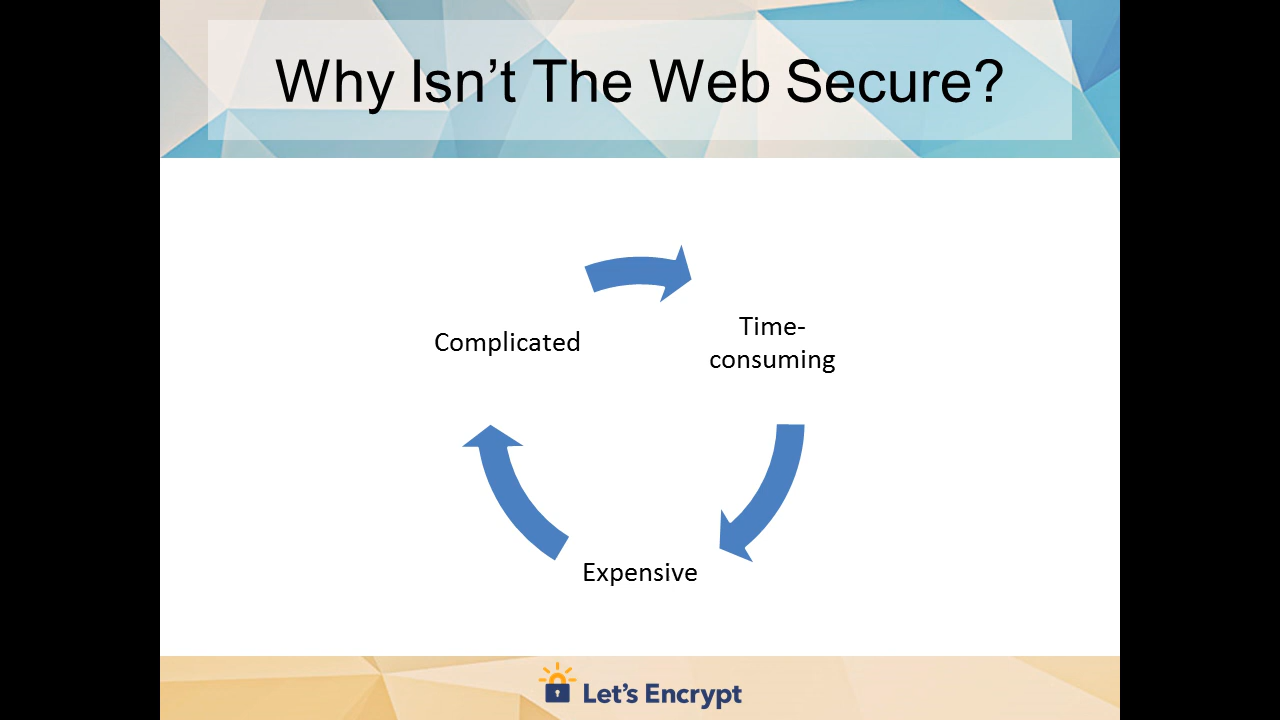 Why Isn’t The Web Secure?
Complicated
Time-
consuming
Expensive
Let’s Encrypt